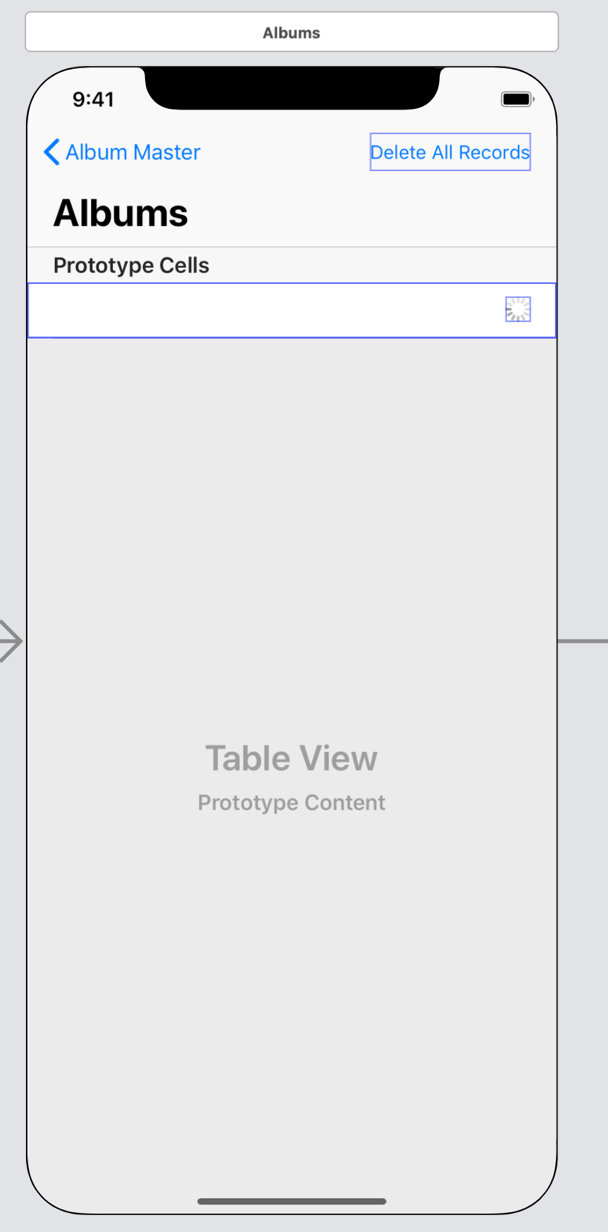 Albums
9:41
Album Master
Delete All Records
Albums
Prototype Cells
Table View
Prototype Content